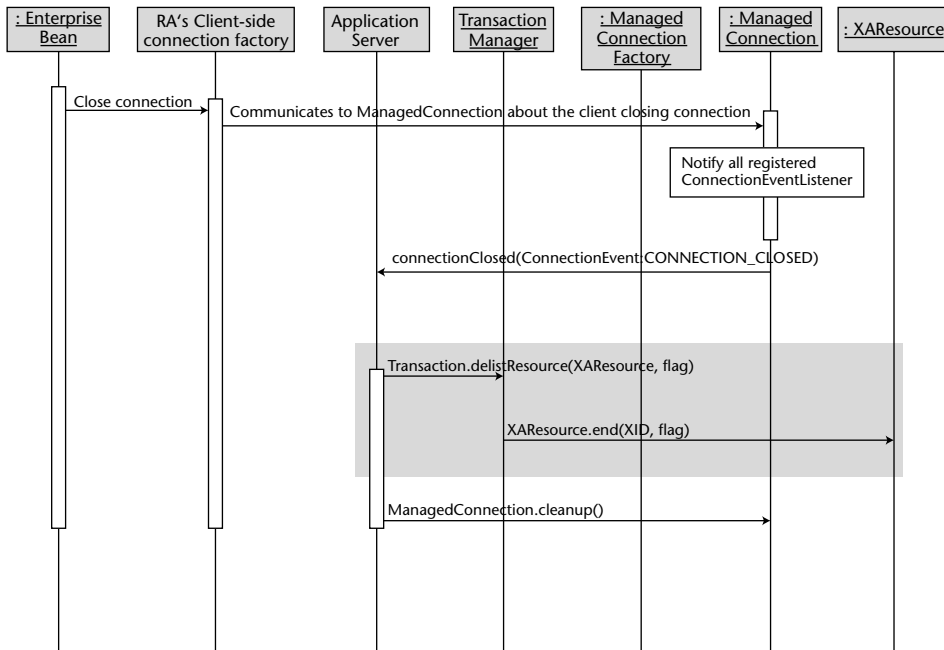 : Enterprise
Bean
RA's Client-side
connection factory
Application
Server
Transaction
Manager
: Managed
Connection
Factory
: Managed
Connection
: XAResource
Close connection
Communicates to ManagedConnection about the client closing connection
Notify all registered
ConnectionEventListener
connectionClosed(ConnectionEvent:CONNECTION_CLOSED)
Transaction.delistResource(XAResource, flag)
XAResource.end(XID, flag)
ManagedConnection.cleanup()